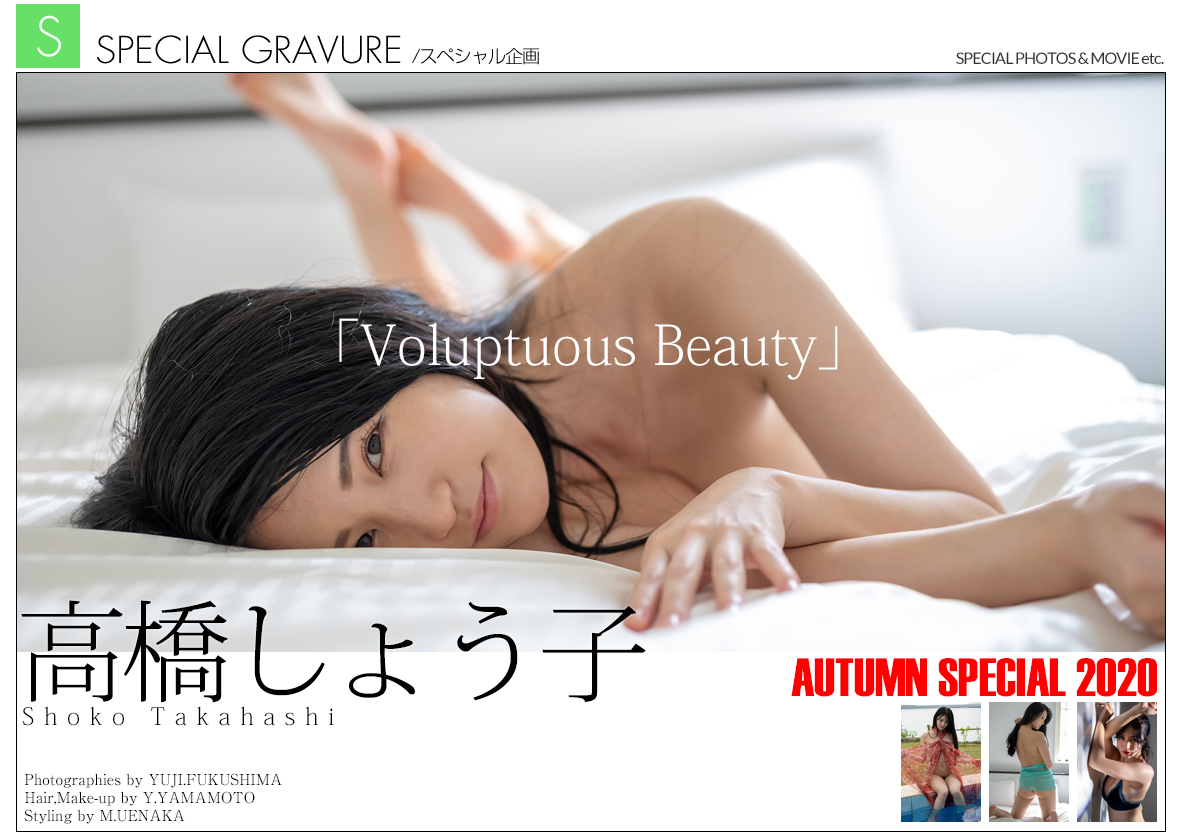 S
SPECIAL GRAVURE /スペシャル企画
SPECIAL PHOTOS & MOVIE etc.
「Voluptuous Beauty」
高橋しょう子
Shoko Takahashi
AUTUMN SPECIAL 2020
Photographies by YUJI.FUKUSHIMA
Hair,Make-up by Y.YAMAMOTO
Styling by M.UENAKA